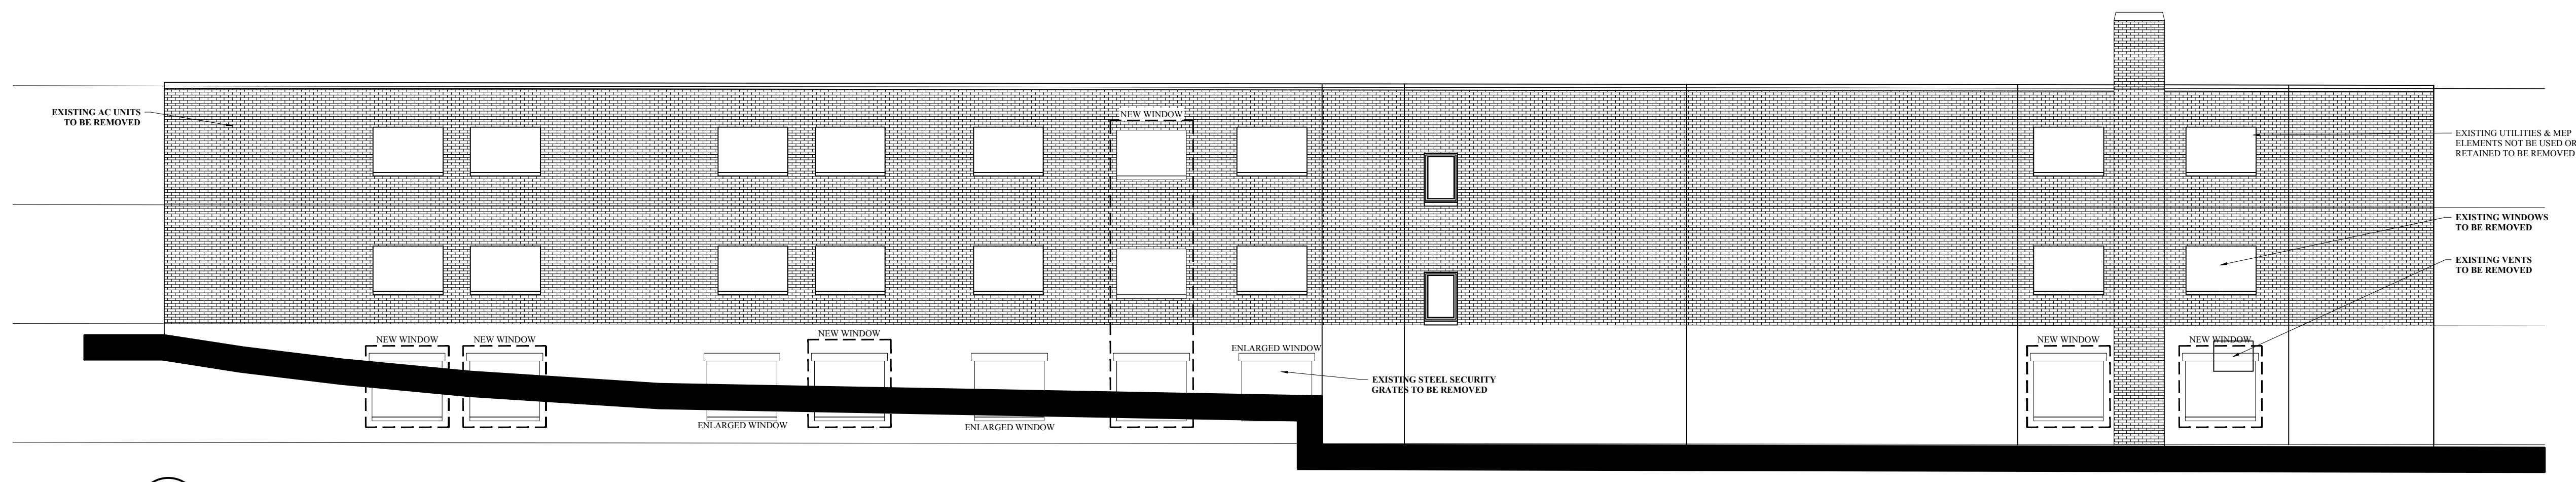 NEW WINDOW
EXISTING AC UNITS
TO BE REMOVED
EXISTING UTILITIES & MEP
ELEMENTS NOT BE USED OR
RETAINED TO BE REMOVED
EXISTING WINDOWS
TO BE REMOVED
EXISTING VENTS
TO BE REMOVED
NEW WINDOW
NEW WINDOW
NEW WINDOW
ENLARGED WINDOW
NEW WINDOW
NEW WINDOW
EXISTING STEEL SECURITY
GRATES TO BE REMOVED
ENLARGED WINDOW
ENLARGED WINDOW